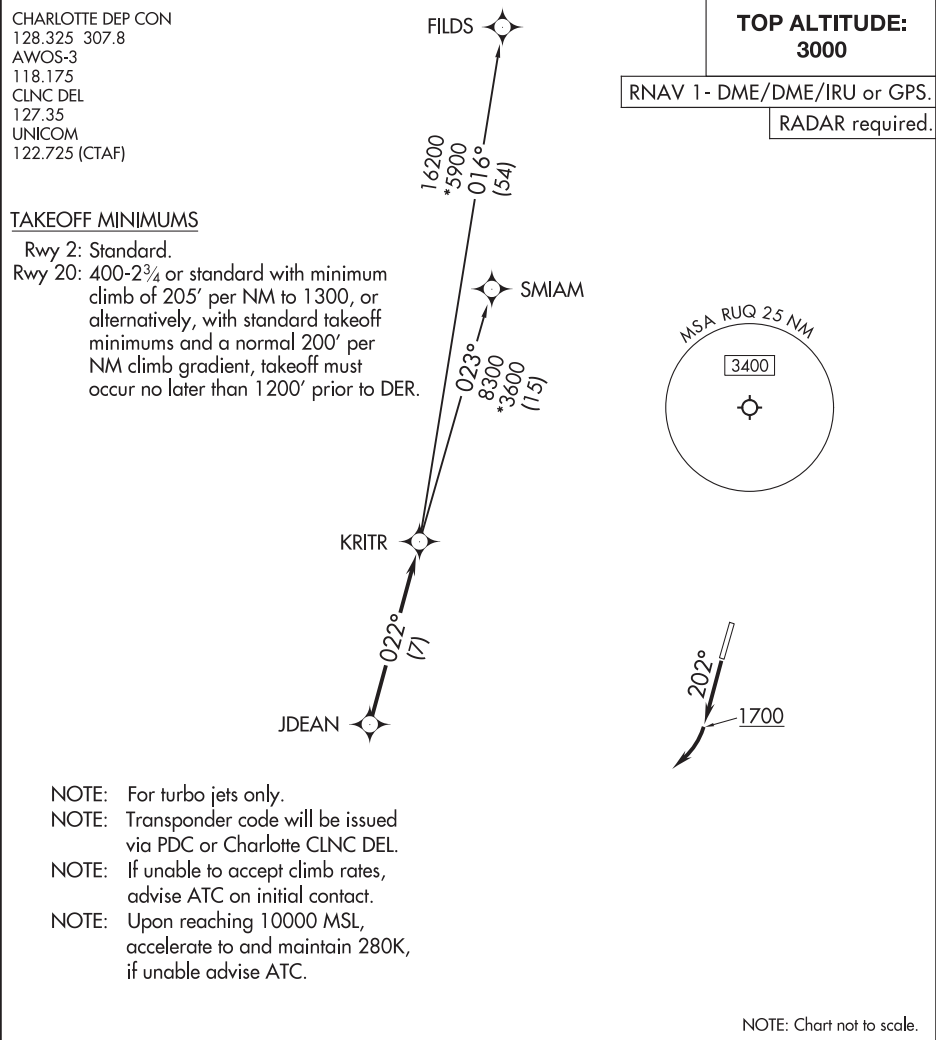 CHARLOTTE DEP CON
128.325 307.8
AWOS-3
118.175
CLNC DEL
127.35
UNICOM
122.725 (CTAF)
TOP ALTITUDE:
3000
RNAV 1- DME/DME/IRU or GPS.
RADAR required.
FILDS
16200
*5900
016°
(54)
TAKEOFF MINIMUMS
Rwy 2: Standard.
Rwy 20: 400-2¾ or standard with minimum
climb of 205' per NM to 1300, or
alternatively, with standard takeoff
minimums and a normal 200' per
NM climb gradient, takeoff must
occur no later than 1200' prior to DER.
SMIAM
023°
8300
*3600
(15)
MSA RUQ 25 NM
3400
KRITR
022°
(7)
JDEAN
202°
1700
NOTE: For turbo jets only.
NOTE: Transponder code will be issued
via PDC or Charlotte CLNC DEL.
NOTE: If unable to accept climb rates,
advise ATC on initial contact.
NOTE: Upon reaching 10000 MSL,
accelerate to and maintain 280K,
if unable advise ATC.
NOTE: Chart not to scale.